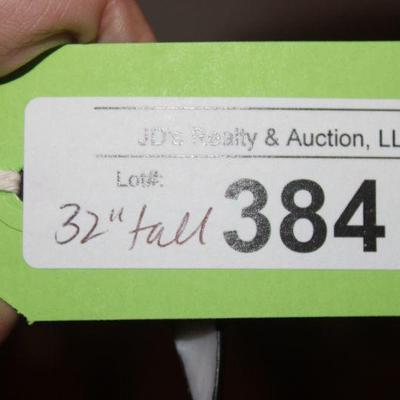 JD's Realty & Auction, LL
Lot#:
32" tall 384